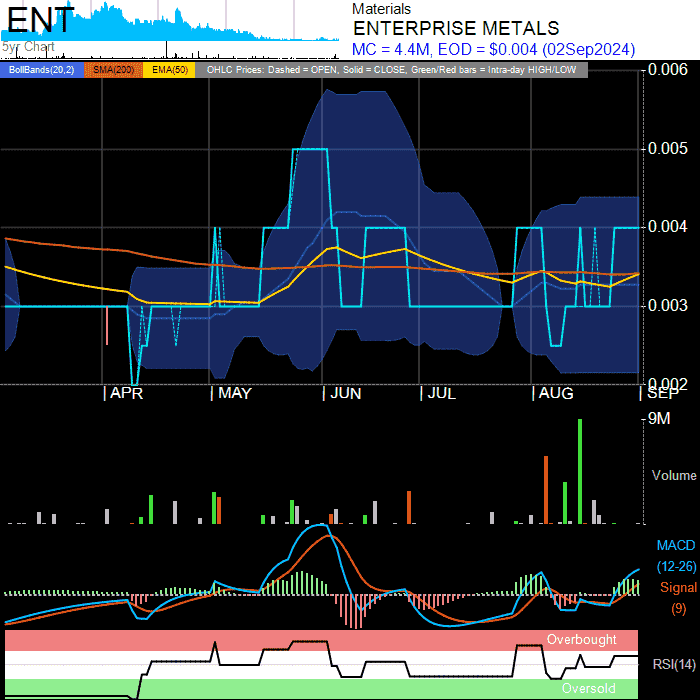 ENT
5yr Chart
Materials
ENTERPRISE METALS
MC = 4.4M, EOD = $0.004 (02Sep2024)
BollBands(20,2) SMA(200) EMA(50) OHLC Prices: Dashed = OPEN, Solid = CLOSE, Green/Red bars = Intra-day HIGH/LOW
0.006
0.005
0.004
0.003
0.002
APR MAY JUN JUL AUG SEP
9M
Volume
MACD
(12-26)
Signal
(9)
Overbought
RSI(14)
Oversold